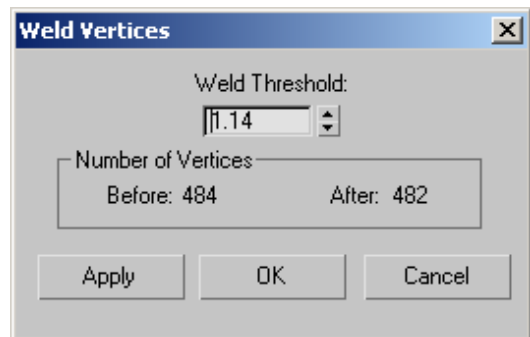 Weld Vertices
Weld Threshold:
1.14
Number of Vertices
Before: 484 After: 482
Apply OK Cancel